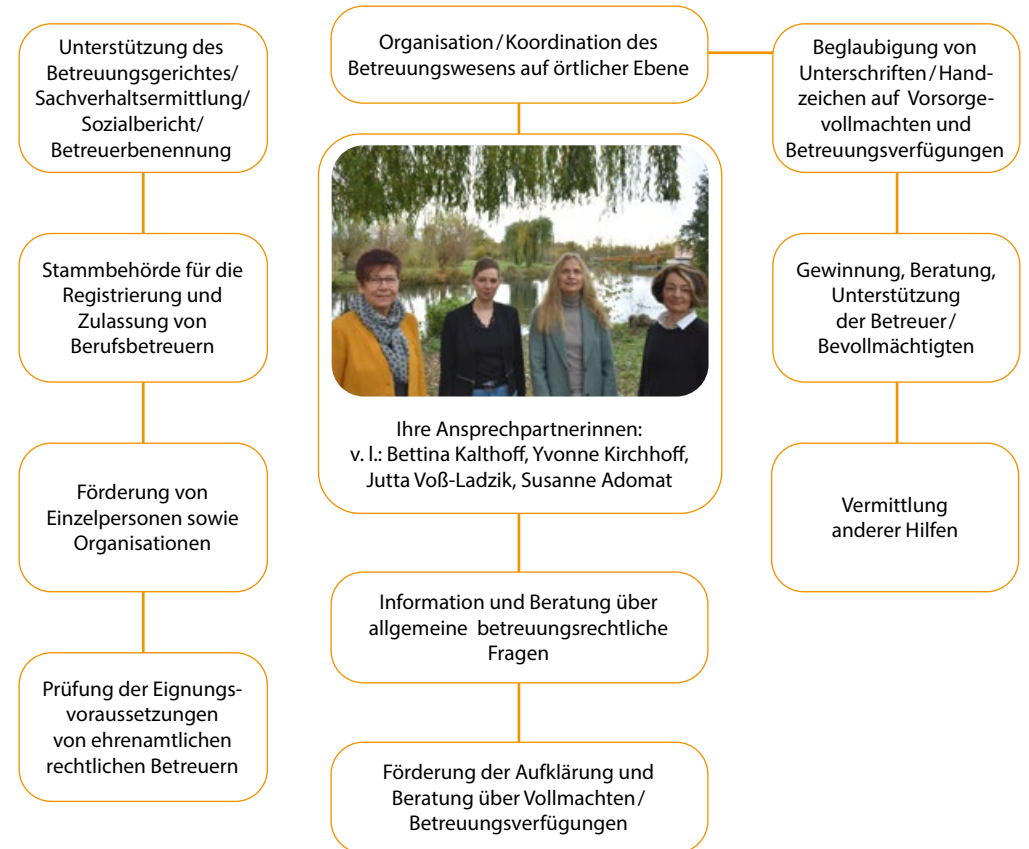 Unterstützung des
Betreuungsgerichtes/
Sachverhaltsermittlung/
Sozialbericht/
Betreuerbenennung
Stammbehörde für die
Registrierung und
Zulassung von
Berufsbetreuern
Förderung von
Einzelpersonen sowie
Organisationen
Prüfung der Eignungs-
voraussetzungen
von ehrenamtlichen
rechtlichen Betreuern
Organisation/Koordination des
Betreuungswesens auf örtlicher Ebene
Ihre Ansprechpartnerinnen:
v. l.: Bettina Kalthoff, Yvonne Kirchhoff,
Jutta Voß-Ladzik, Susanne Adomat
Information und Beratung über
allgemeine betreuungsrechtliche
Fragen
Förderung der Aufklärung und
Beratung über Vollmachten/
Betreuungsverfügungen
Beglaubigung von
Unterschriften/Hand-
zeichen auf Vorsorge-
vollmachten und
Betreuungsverfügungen
Gewinnung, Beratung,
Unterstützung
der Betreuer/
Bevollmächtigten
Vermittlung
anderer Hilfen